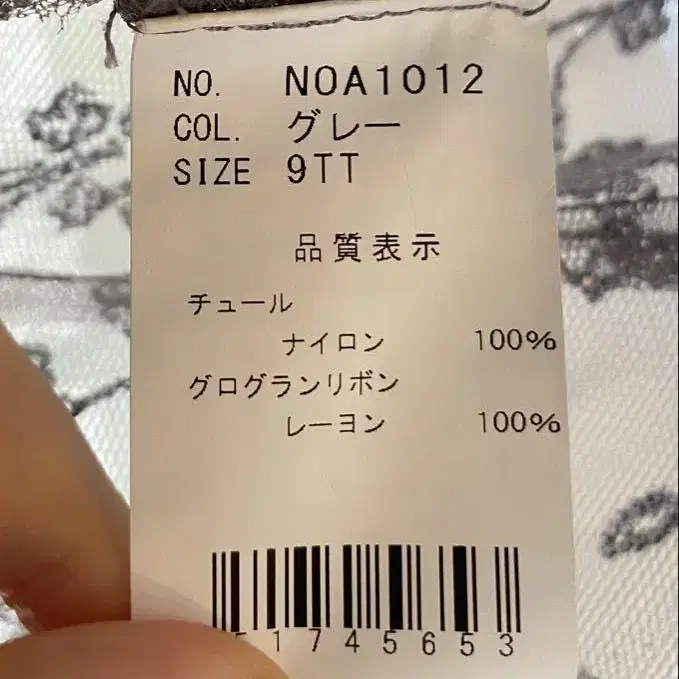 NO. NOA1012
COL. グレー
SIZE 9TT
品質表示
チュール
ナイロン 100%
グログランリボン
レーヨン 100%
51745653